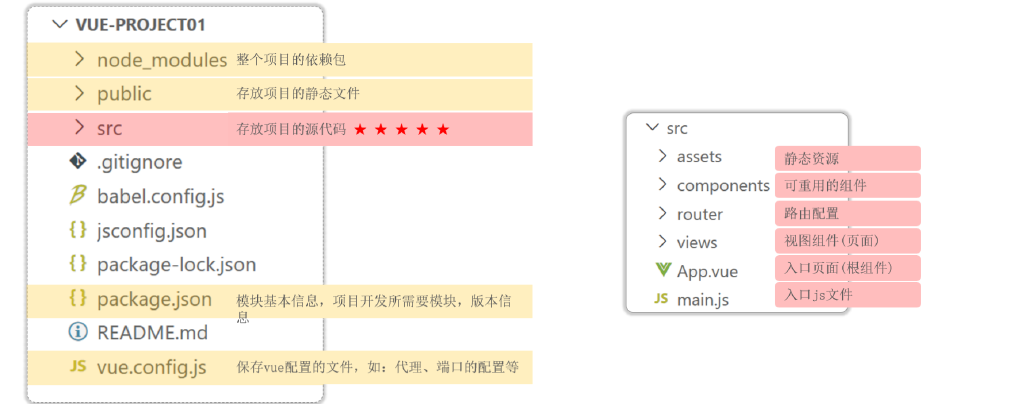 VUE-PROJECT01
node_modules 整个项目的依赖包
public 存放项目的静态文件
src 存放项目的源代码 ★ ★ ★ ★ ★
.gitignore
babel.config.js
jsconfig.json
package-lock.json
package.json 模块基本信息，项目开发所需要模块，版本信
息
README.md
JS vue.config.js 保存vue配置的文件，如：代理、端口的配置等
src
assets 静态资源
components 可重用的组件
router 路由配置
views 视图组件(页面)
App.vue 入口页面(根组件)
JS main.js 入口js文件